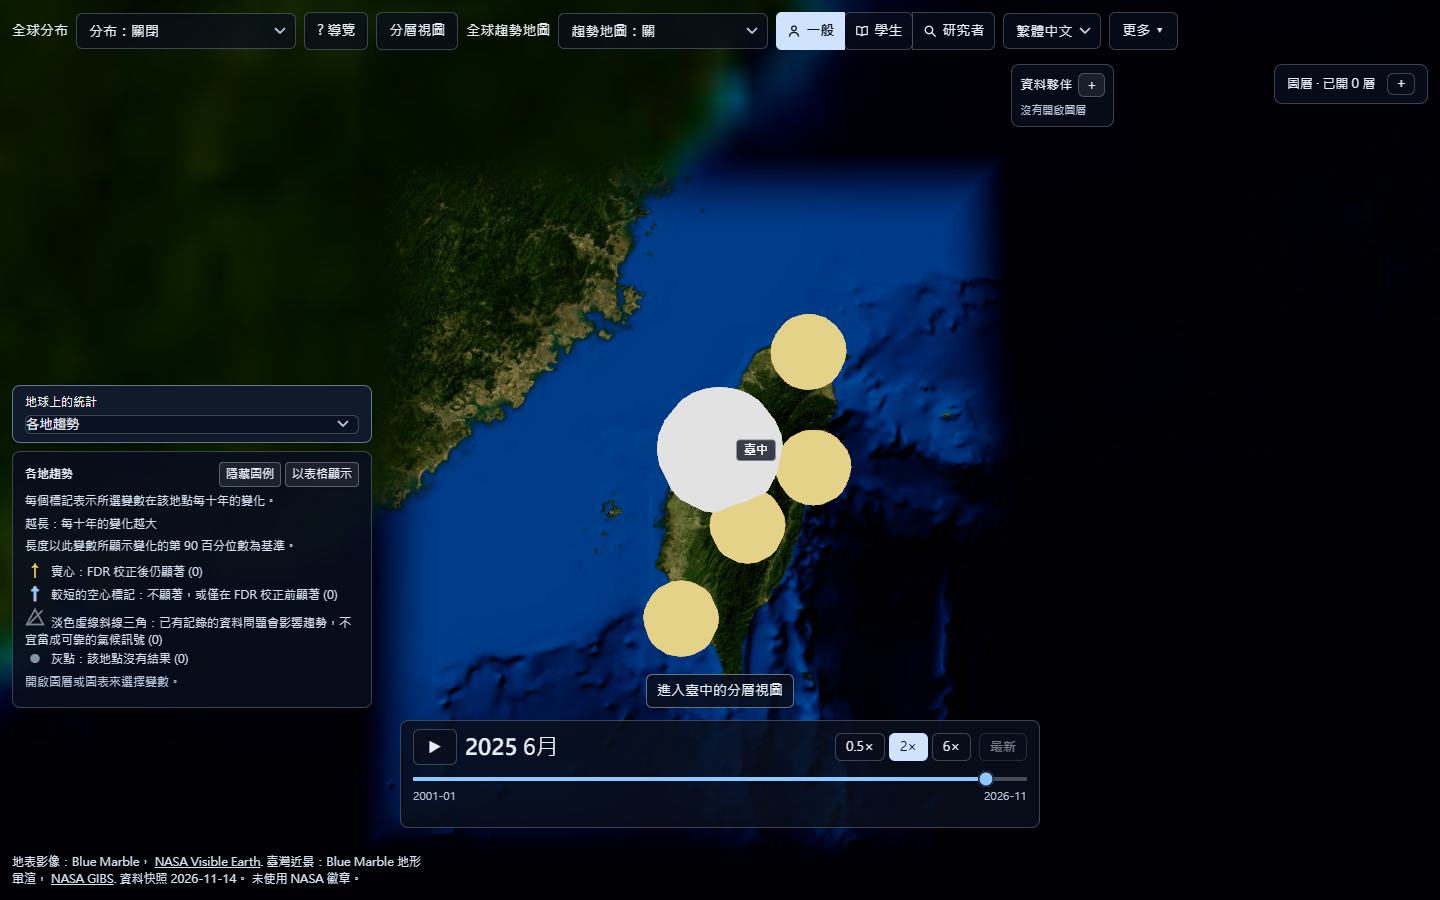 全球分布 分布：關閉 ? 導覽 分層視圖 全球趨勢地圖 趨勢地圖：關 一般 學生 研究者 繁體中文 更多 ▾
資料夥伴 +
沒有開啟圖層
圖層 · 已開 0 層 +
臺中
地球上的統計
各地趨勢
各地趨勢 隱藏圖例 以表格顯示
每個標記表示所選變數在該地點每十年的變化。
越長：每十年的變化越大
長度以此變數所顯示變化的第 90 百分位數為基準。
實心：FDR 校正後仍顯著 (0)
較短的空心標記：不顯著，或僅在 FDR 校正前顯著 (0)
淡色虛線斜線三角：已有記錄的資料問題會影響趨勢，不
宜當成可靠的氣候訊號 (0)
灰點：該地點沒有結果 (0)
開啟圖層或圖表來選擇變數。
進入臺中的分層視圖
2025 6月 0.5× 2× 6× 最新
2001-01 2026-11
地表影像：Blue Marble， NASA Visible Earth. 臺灣近景：Blue Marble 地形
暈渲， NASA GIBS. 資料快照 2026-11-14。 未使用 NASA 徽章。